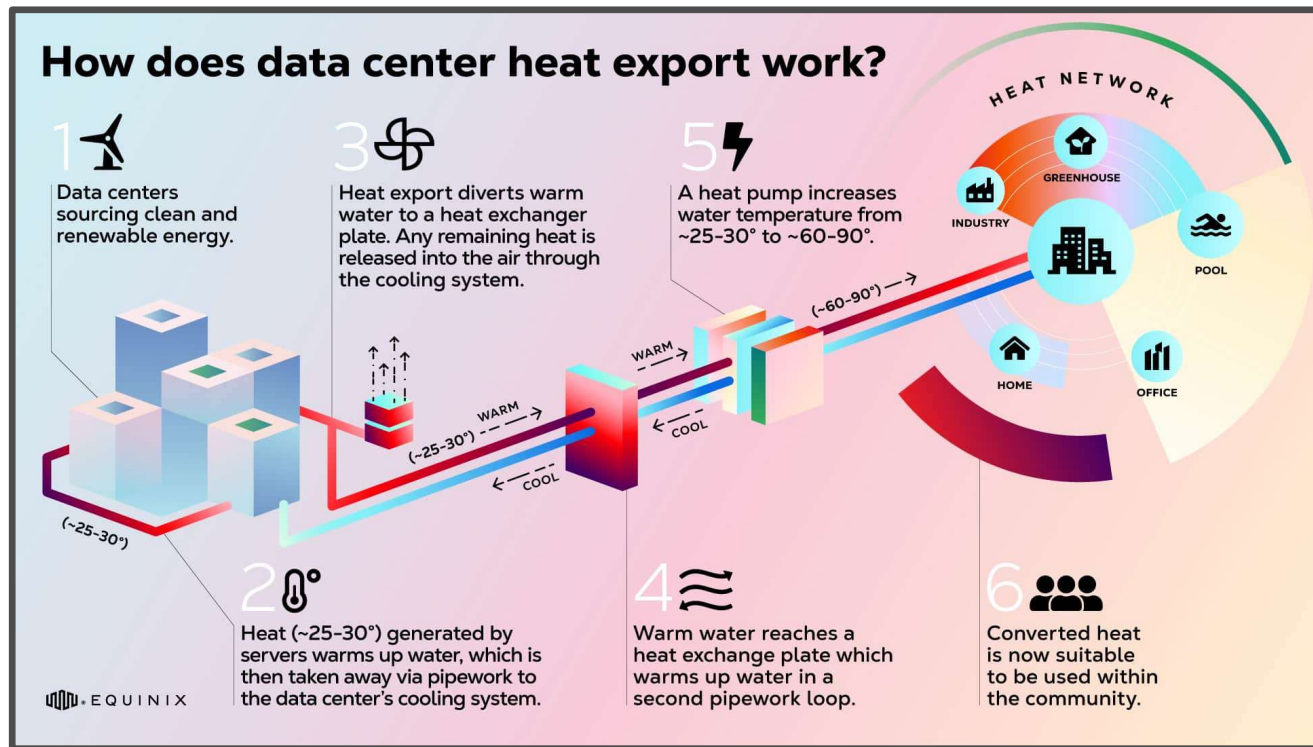 How does data center heat export work?
1
Data centers
sourcing clean and
renewable energy.
3
Heat export diverts warm
water to a heat exchanger
plate. Any remaining heat is
released into the air through
the cooling system.
5
A heat pump increases
water temperature from
~25-30° to ~60-90°.
HEAT NETWORK
GREENHOUSE
INDUSTRY
POOL
HOME
OFFICE
(~60-90°)
WARM
COOL
(~25-30°) WARM
COOL
(~25-30°)
2
Heat (~25-30°) generated by
servers warms up water, which is
then taken away via pipework to
the data center's cooling system.
4
Warm water reaches a
heat exchange plate which
warms up water in a
second pipework loop.
6
Converted heat
is now suitable
to be used within
the community.
EQUINIX